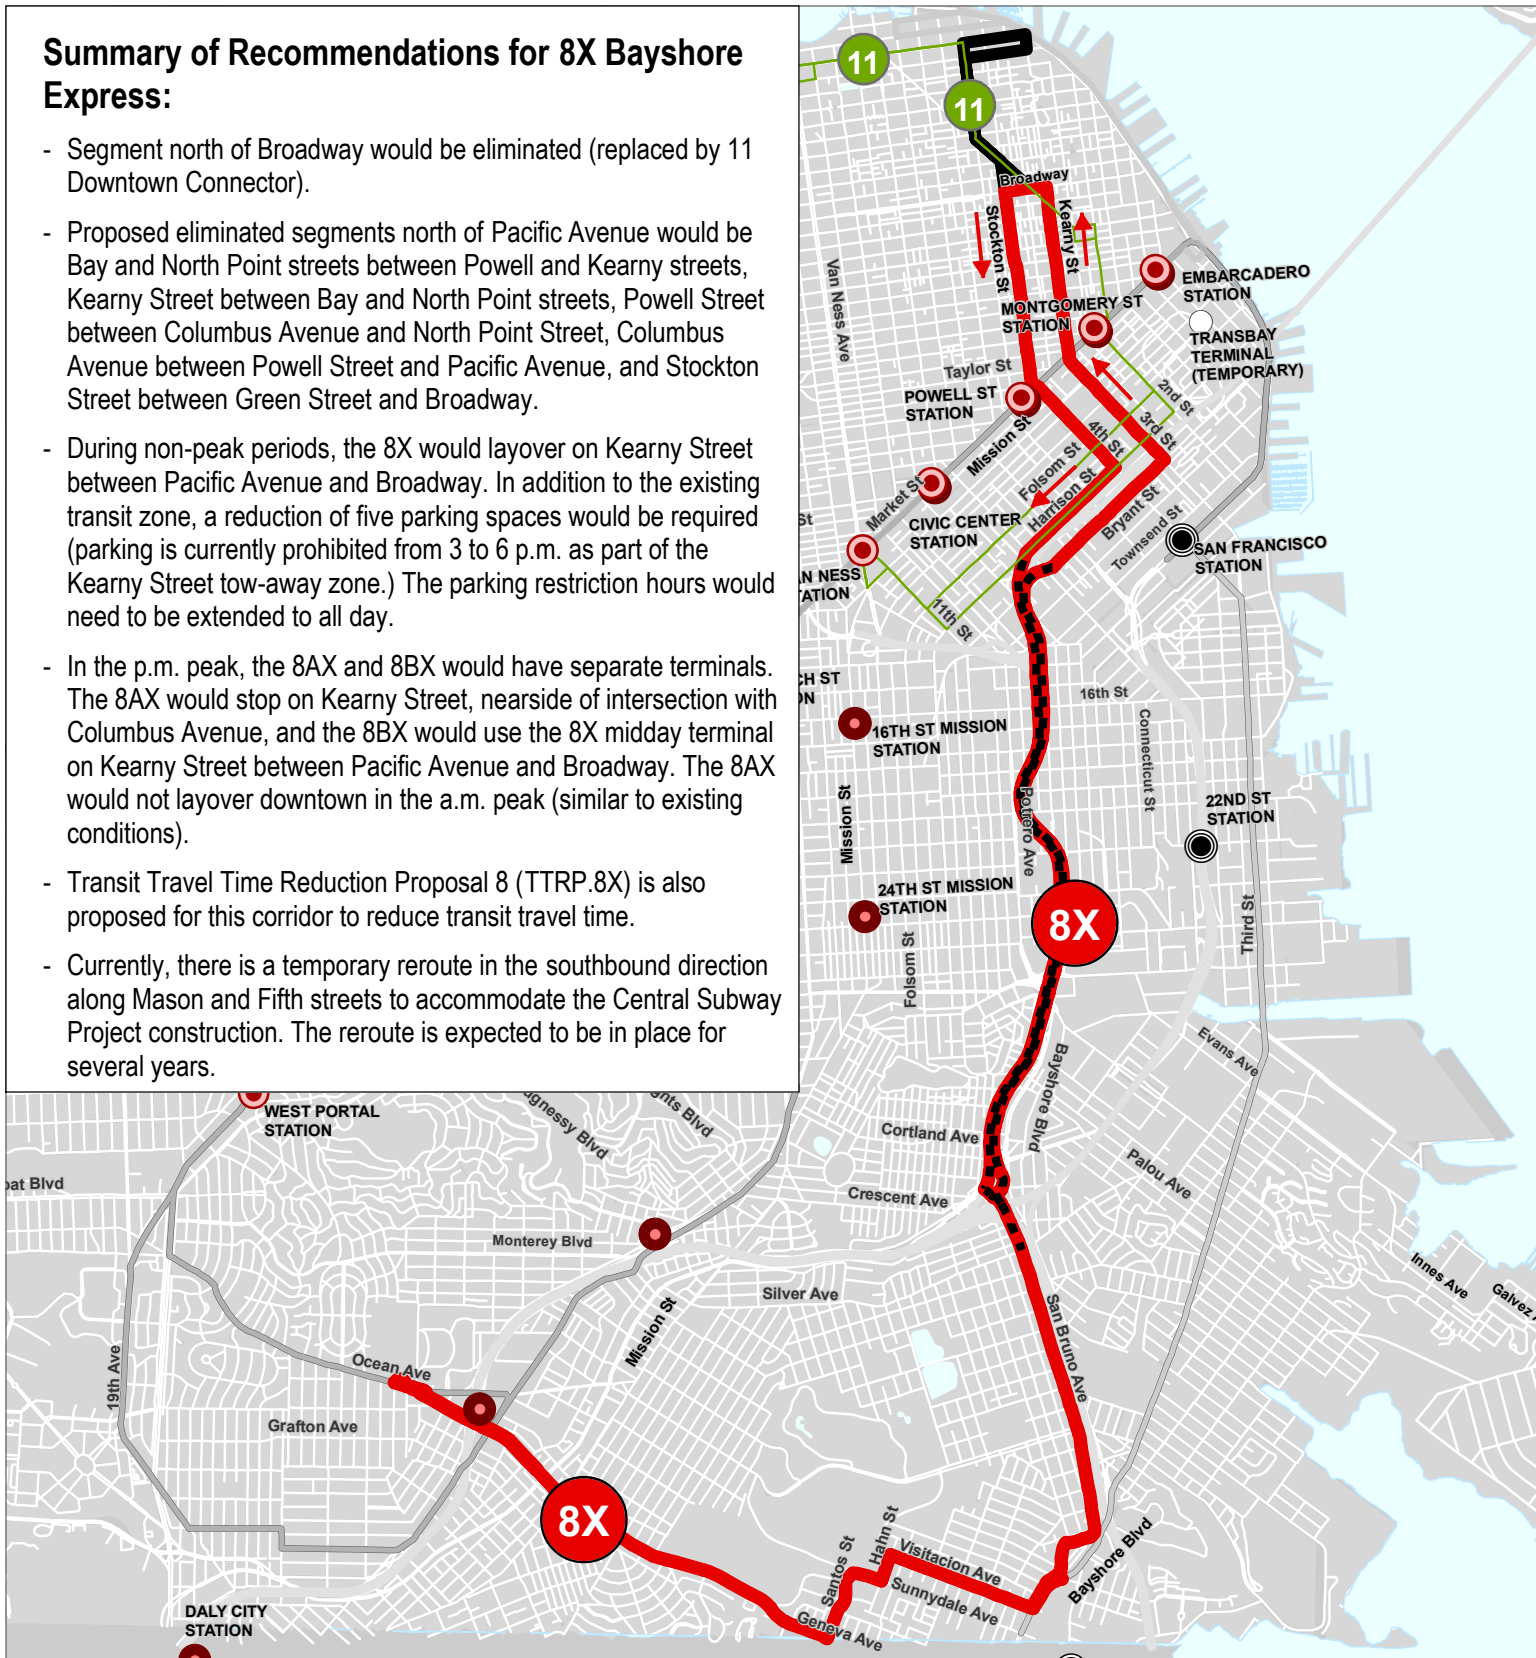 Summary of Recommendations for 8X Bayshore
Express:
- Segment north of Broadway would be eliminated (replaced by 11
Downtown Connector).
- Proposed eliminated segments north of Pacific Avenue would be
Bay and North Point streets between Powell and Kearny streets,
Kearny Street between Bay and North Point streets, Powell Street
between Columbus Avenue and North Point Street, Columbus
Avenue between Powell Street and Pacific Avenue, and Stockton
Street between Green Street and Broadway.
- During non-peak periods, the 8X would layover on Kearny Street
between Pacific Avenue and Broadway. In addition to the existing
transit zone, a reduction of five parking spaces would be required
(parking is currently prohibited from 3 to 6 p.m. as part of the
Kearny Street tow-away zone.) The parking restriction hours would
need to be extended to all day.
- In the p.m. peak, the 8AX and 8BX would have separate terminals.
The 8AX would stop on Kearny Street, nearside of intersection with
Columbus Avenue, and the 8BX would use the 8X midday terminal
on Kearny Street between Pacific Avenue and Broadway. The 8AX
would not layover downtown in the a.m. peak (similar to existing
conditions).
- Transit Travel Time Reduction Proposal 8 (TTRP.8X) is also
proposed for this corridor to reduce transit travel time.
- Currently, there is a temporary reroute in the southbound direction
along Mason and Fifth streets to accommodate the Central Subway
Project construction. The reroute is expected to be in place for
several years.
11
11
Broadway
Stockton St
Kearny St
Van Ness Ave
EMBARCADERO
STATION
MONTGOMERY ST
STATION
TRANSBAY
TERMINAL
(TEMPORARY)
Taylor St
POWELL ST
STATION
2nd St
3rd St
4th St
Mission St
Folsom St
Harrison St
Market St
Bryant St
Townsend St
CIVIC CENTER
STATION
St
SAN FRANCISCO
STATION
AN NESS
TATION
11th St
CH ST
ON
16th St
16TH ST MISSION
STATION
Connecticut St
Mission St
Potrero Ave
22ND ST
STATION
24TH ST MISSION
STATION
8X
Third St
Folsom St
Evans Ave
Bayshore Blvd
WEST PORTAL
STATION
ugnessy Blvd
ghts Blvd
Cortland Ave
Palou Ave
oat Blvd
Crescent Ave
Monterey Blvd
Innes Ave
Galvez
Silver Ave
San Bruno Ave
Mission St
19th Ave
Ocean Ave
Grafton Ave
8X
Santos St
Hahn St
Visitacion Ave
Sunnydale Ave
Bayshore Blvd
Geneva Ave
DALY CITY
STATION